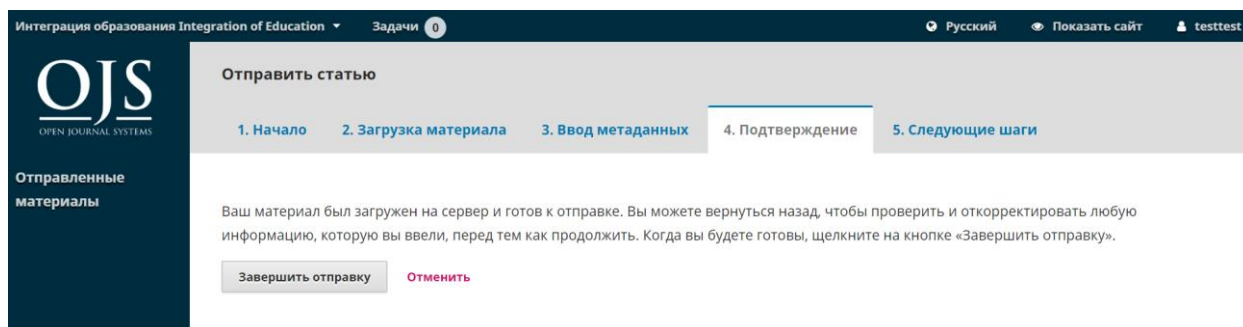 Интеграция образования Integration of Education Задачи 0 Русский Показать сайт testtest
OJS
OPEN JOURNAL SYSTEMS
Отправленные
материалы
Отправить статью
1. Начало 2. Загрузка материала 3. Ввод метаданных 4. Подтверждение 5. Следующие шаги
Ваш материал был загружен на сервер и готов к отправке. Вы можете вернуться назад, чтобы проверить и откорректировать любую
информацию, которую вы ввели, перед тем как продолжить. Когда вы будете готовы, щелкните на кнопке «Завершить отправку».
Завершить отправку Отменить